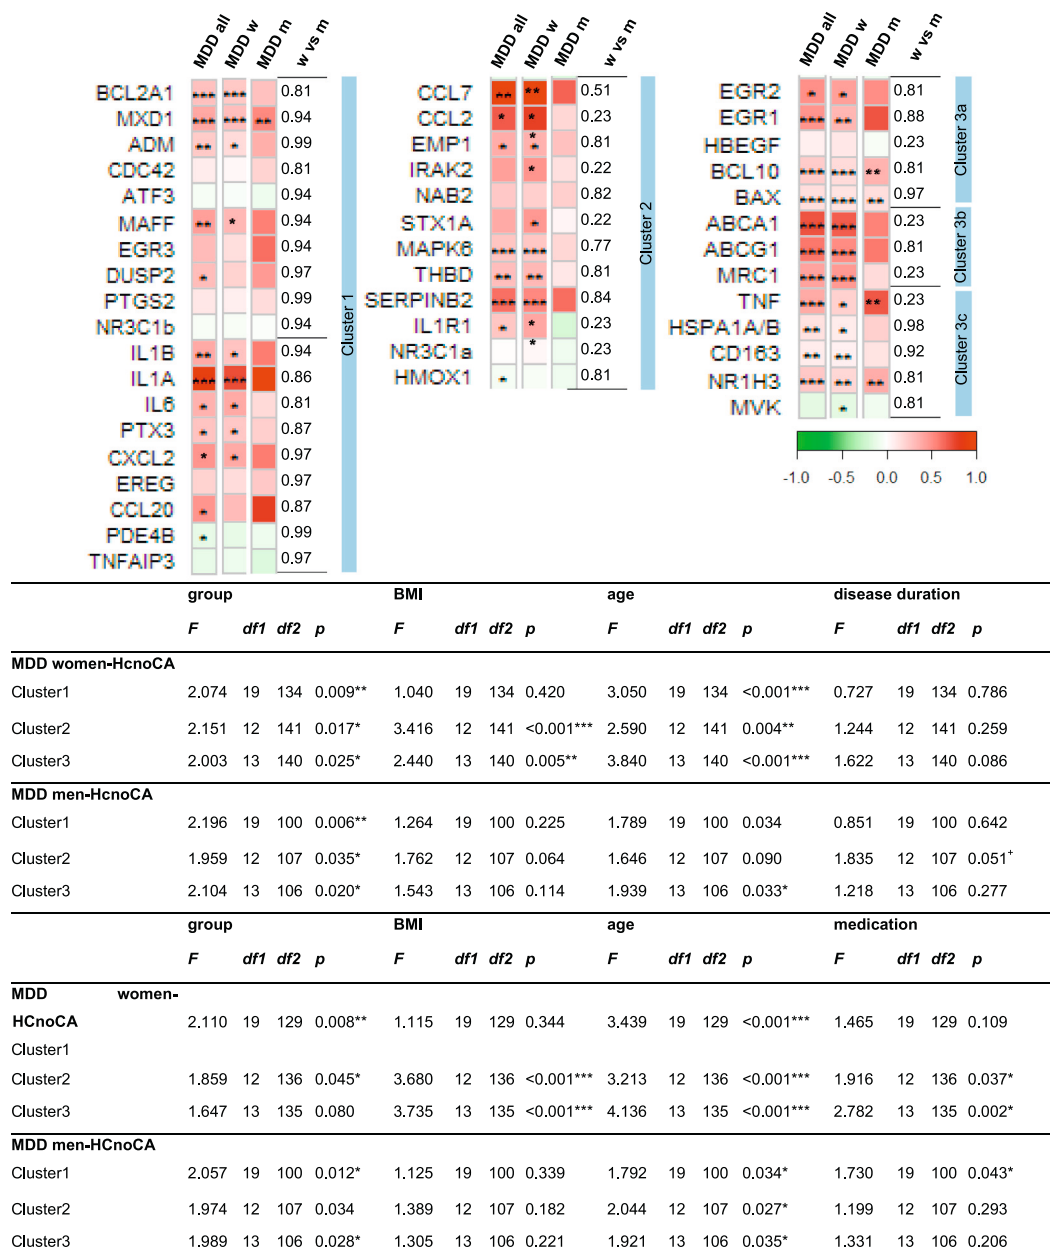 MDD all MDD w MDD m w vs m
BCL2A1 *** *** 0.81
MXD1 *** *** ** 0.94
ADM ** * 0.99
CDC42 0.81
ATF3 0.94
MAFF ** * 0.94
EGR3 0.94
DUSP2 * 0.97
PTGS2 0.99
NR3C1b 0.94
IL1B ** * 0.94
IL1A *** *** 0.86
IL6 * * 0.81
PTX3 * * 0.87
CXCL2 * * 0.97
EREG 0.97
CCL20 * 0.87
PDE4B * 0.99
TNFAIP3 0.97
Cluster 1
MDD all MDD w MDD m w vs m
CCL7 ** ** 0.51
CCL2 * * 0.23
EMP1 * * * 0.81
IRAK2 * 0.22
NAB2 0.82
STX1A * 0.22
MAPK6 *** *** 0.77
THBD ** ** 0.81
SERPINB2 *** *** 0.84
IL1R1 * * 0.23
NR3C1a * 0.23
HMOX1 * 0.81
Cluster 2
MDD all MDD w MDD m w vs m
EGR2 * * 0.81
EGR1 *** ** 0.88
HBEGF 0.23
BCL10 *** *** ** 0.81
BAX *** *** ** 0.97
Cluster 3a
ABCA1 *** *** 0.23
ABCG1 *** *** 0.81
MRC1 *** *** 0.23
Cluster 3b
TNF *** * ** 0.23
HSPA1A/B ** * 0.98
CD163 ** ** 0.92
NR1H3 *** ** ** 0.81
MVK * 0.81
Cluster 3c
-1.0 -0.5 0.0 0.5 1.0
group BMI age disease duration
F df1 df2 p F df1 df2 p F df1 df2 p F df1 df2 p
MDD women-HcnoCA
Cluster1 2.074 19 134 0.009** 1.040 19 134 0.420 3.050 19 134 <0.001*** 0.727 19 134 0.786
Cluster2 2.151 12 141 0.017* 3.416 12 141 <0.001*** 2.590 12 141 0.004** 1.244 12 141 0.259
Cluster3 2.003 13 140 0.025* 2.440 13 140 0.005** 3.840 13 140 <0.001*** 1.622 13 140 0.086
MDD men-HcnoCA
Cluster1 2.196 19 100 0.006** 1.264 19 100 0.225 1.789 19 100 0.034 0.851 19 100 0.642
Cluster2 1.959 12 107 0.035* 1.762 12 107 0.064 1.646 12 107 0.090 1.835 12 107 0.051+
Cluster3 2.104 13 106 0.020* 1.543 13 106 0.114 1.939 13 106 0.033* 1.218 13 106 0.277
group BMI age medication
F df1 df2 p F df1 df2 p F df1 df2 p F df1 df2 p
MDD women-
HCnoCA 2.110 19 129 0.008** 1.115 19 129 0.344 3.439 19 129 <0.001*** 1.465 19 129 0.109
Cluster1
Cluster2 1.859 12 136 0.045* 3.680 12 136 <0.001*** 3.213 12 136 <0.001*** 1.916 12 136 0.037*
Cluster3 1.647 13 135 0.080 3.735 13 135 <0.001*** 4.136 13 135 <0.001*** 2.782 13 135 0.002*
MDD men-HCnoCA
Cluster1 2.057 19 100 0.012* 1.125 19 100 0.339 1.792 19 100 0.034* 1.730 19 100 0.043*
Cluster2 1.974 12 107 0.034 1.389 12 107 0.182 2.044 12 107 0.027* 1.199 12 107 0.293
Cluster3 1.989 13 106 0.028* 1.305 13 106 0.221 1.921 13 106 0.035* 1.331 13 106 0.206